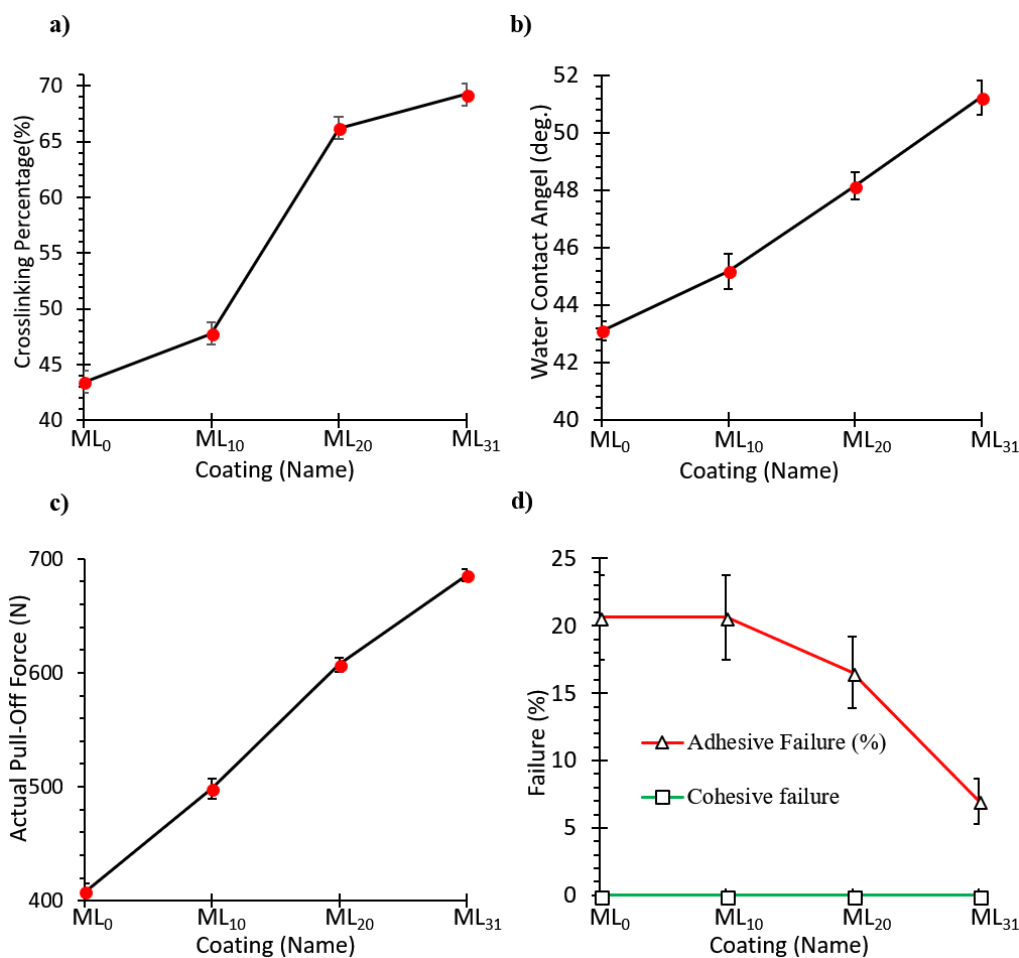 a)
Crosslinking Percentage(%)
70
65
60
55
50
45
40
ML₀ ML₁₀ ML₂₀ ML₃₁
Coating (Name)
b)
Water Contact Angel (deg.)
52
50
48
46
44
42
40
ML₀ ML₁₀ ML₂₀ ML₃₁
Coating (Name)
c)
Actual Pull-Off Force (N)
700
600
500
400
ML₀ ML₁₀ ML₂₀ ML₃₁
Coating (Name)
d)
Failure (%)
25
20
15
10
5
0
Adhesive Failure (%)
Cohesive failure
ML₀ ML₁₀ ML₂₀ ML₃₁
Coating (Name)